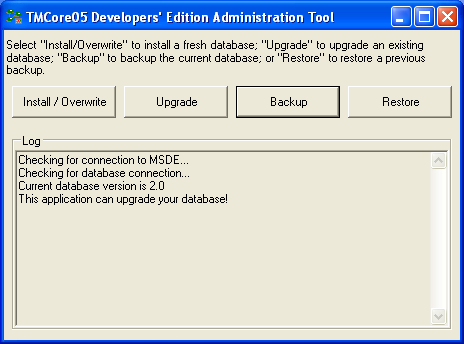 TMCore05 Developers' Edition Administration Tool
Select "Install/Overwrite" to install a fresh database; "Upgrade" to upgrade an existing
database; "Backup" to backup the current database; or "Restore" to restore a previous
backup.
Install / Overwrite
Upgrade
Backup
Restore
Log
Checking for connection to MSDE...
Checking for database connection...
Current database version is 2.0
This application can upgrade your database!